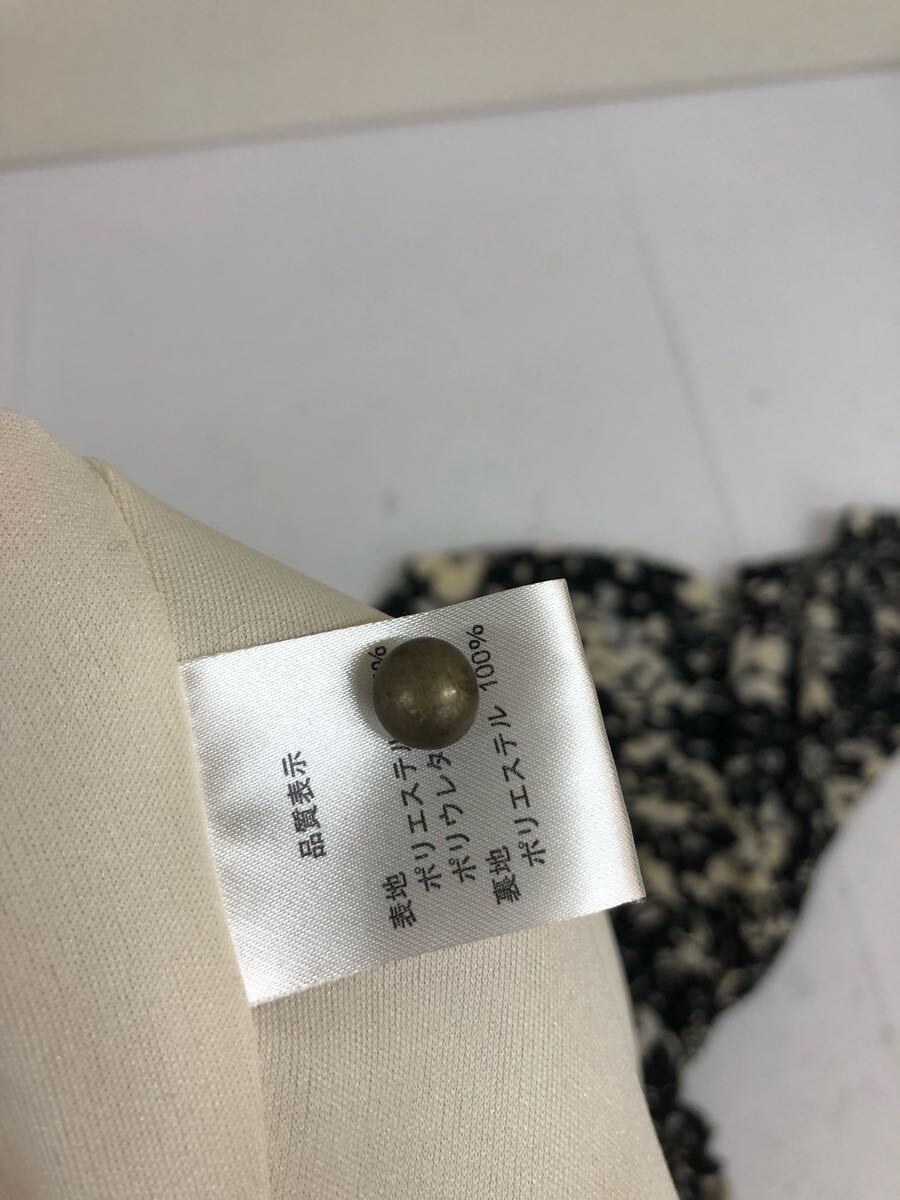 品質表示
表地
ポリエステル
ポリウレタ
裏地
ポリエステル 100%